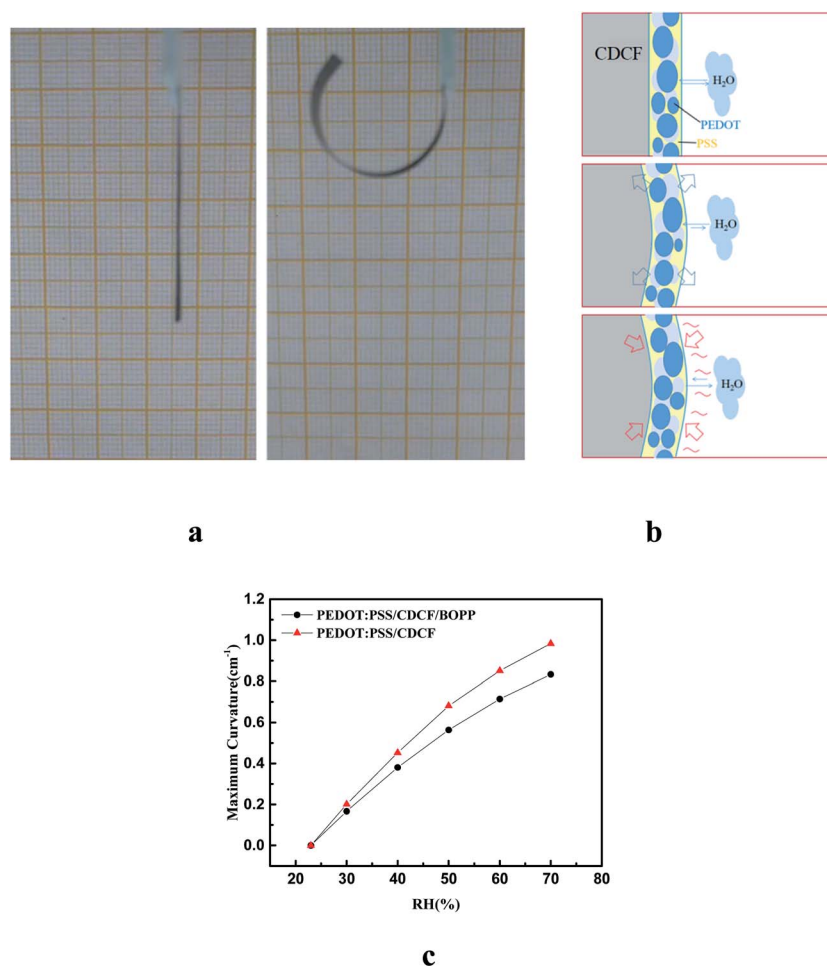 CDCF
H₂O
PEDOT
PSS
H₂O
H₂O
a
b
1.2
1.0
0.8
0.6
0.4
0.2
0.0
Maximum Curvature(cm⁻¹)
PEDOT:PSS/CDCF/BOPP
PEDOT:PSS/CDCF
20 30 40 50 60 70 80
RH(%)
c